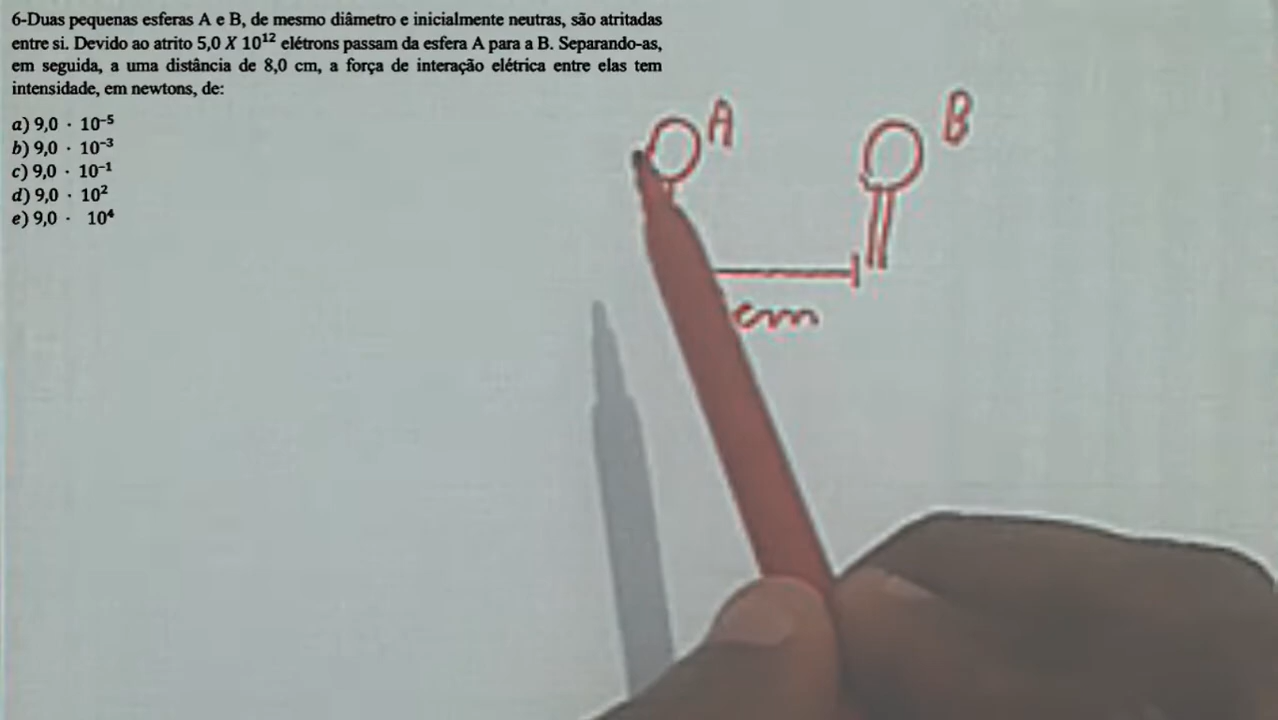 6-Duas pequenas esferas A e B, de mesmo diâmetro e inicialmente neutras, são atritadas
entre si. Devido ao atrito 5,0 X 10¹² elétrons passam da esfera A para a B. Separando-as,
em seguida, a uma distância de 8,0 cm, a força de interação elétrica entre elas tem
intensidade, em newtons, de:
a) 9,0 · 10⁻⁵
b) 9,0 · 10⁻³
c) 9,0 · 10⁻¹
d) 9,0 · 10²
e) 9,0 · 10⁴
A
B
cm